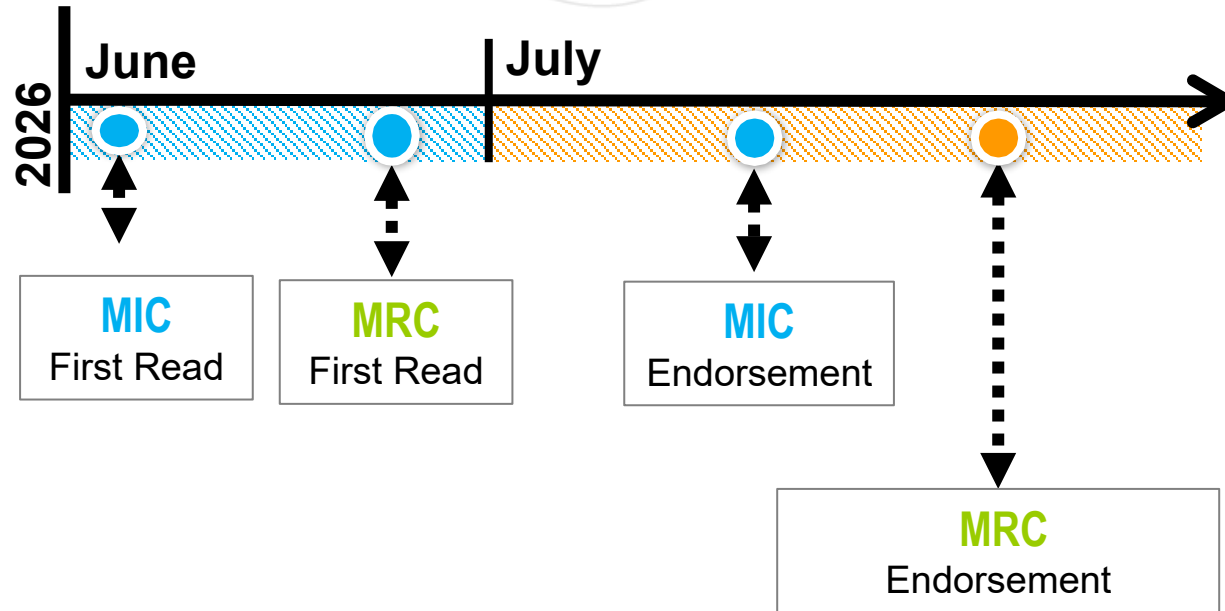 2026
June
July
MIC
First Read
MRC
First Read
MIC
Endorsement
MRC
Endorsement